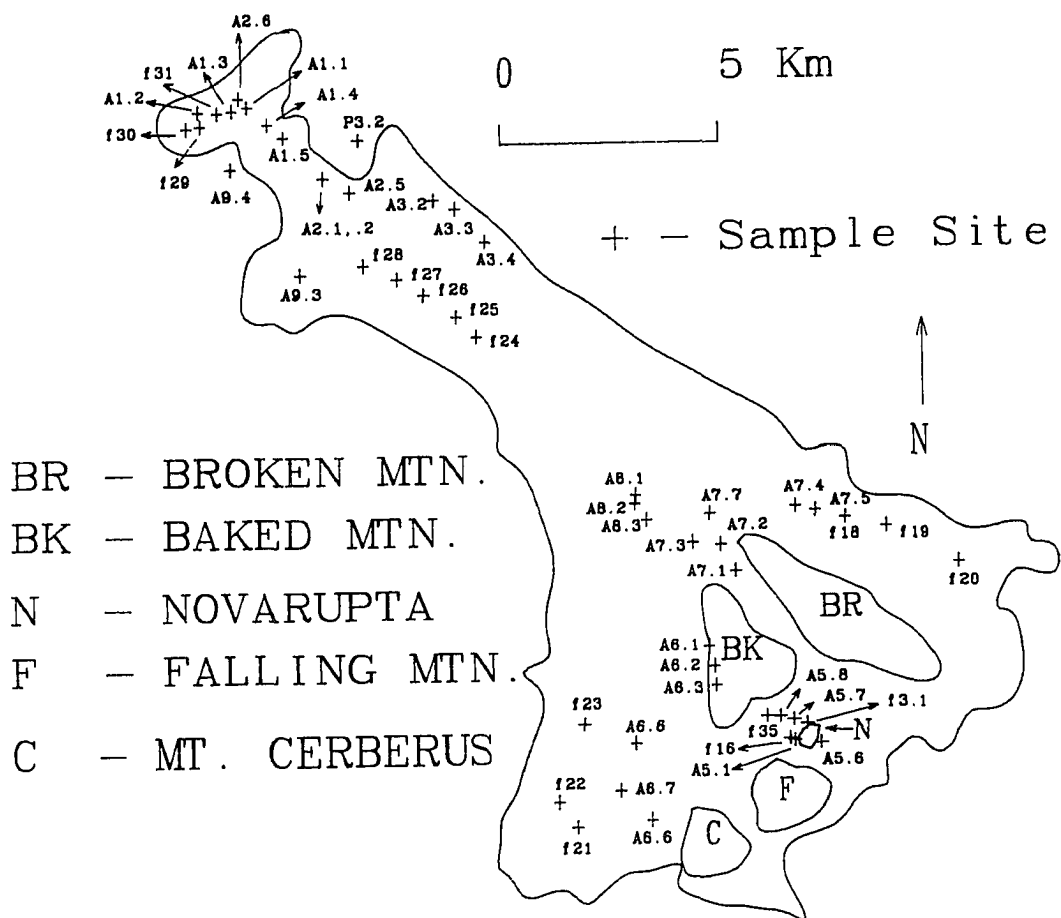 A2.6
A1.3
f31
A1.1
A1.2
A1.4
f30
A1.5
P3.2
f29
A9.4
A2.5
A3.2
A2.1,.2
A3.3
A3.4
f28
f27
A9.3
f26
f25
f24
0 5 Km
+ - Sample Site
N
BR - BROKEN MTN.
BK - BAKED MTN.
N - NOVARUPTA
F - FALLING MTN.
C - MT. CERBERUS
A8.1
A8.2
A8.3
A7.7
A7.4
A7.5
A7.2
A7.3
f18
f19
A7.1
f20
BR
A6.1
BK
A6.2
A6.3
A5.8
A5.7
f3.1
f23
A6.6
f35
N
f16
A5.1
A5.6
f22
A6.7
F
f21
A6.6
C